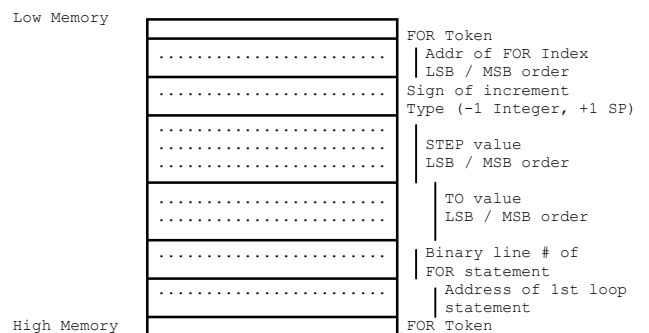 Low Memory
FOR Token
Addr of FOR Index
LSB / MSB order
Sign of increment
Type (-1 Integer, +1 SP)
STEP value
LSB / MSB order
TO value
LSB / MSB order
Binary line # of
FOR statement
Address of 1st loop
statement
High Memory
FOR Token